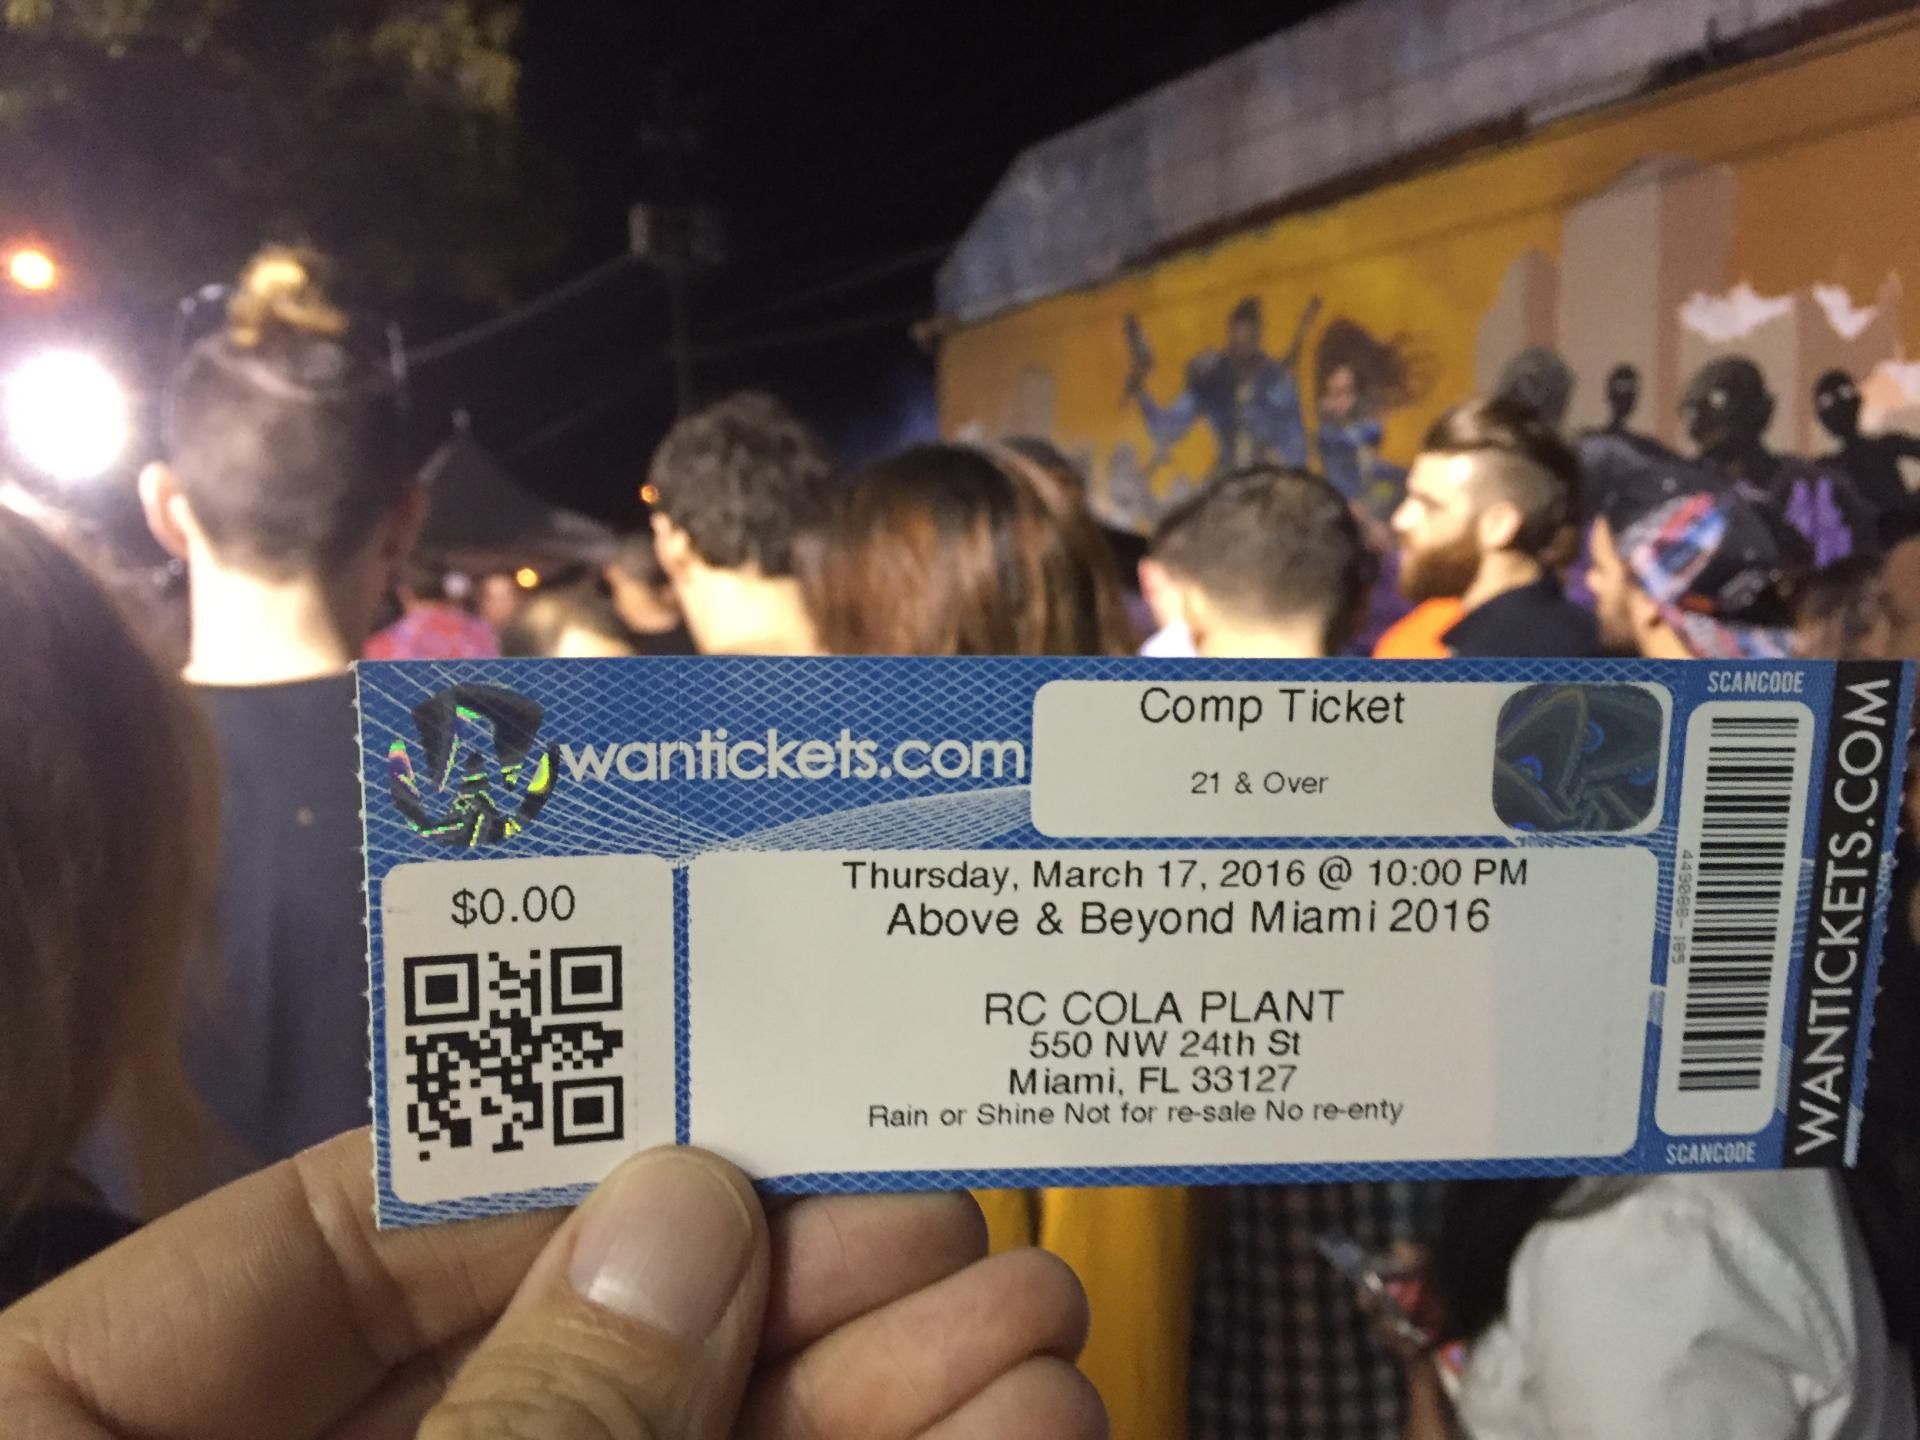 wantickets.com
Comp Ticket
21 & Over
$0.00
Thursday, March 17, 2016 @ 10:00 PM
Above & Beyond Miami 2016
RC COLA PLANT
550 NW 24th St
Miami, FL 33127
Rain or Shine Not for re-sale No re-enty
SCANCODE
449088-185
SCANCODE
WANTICKETS.COM